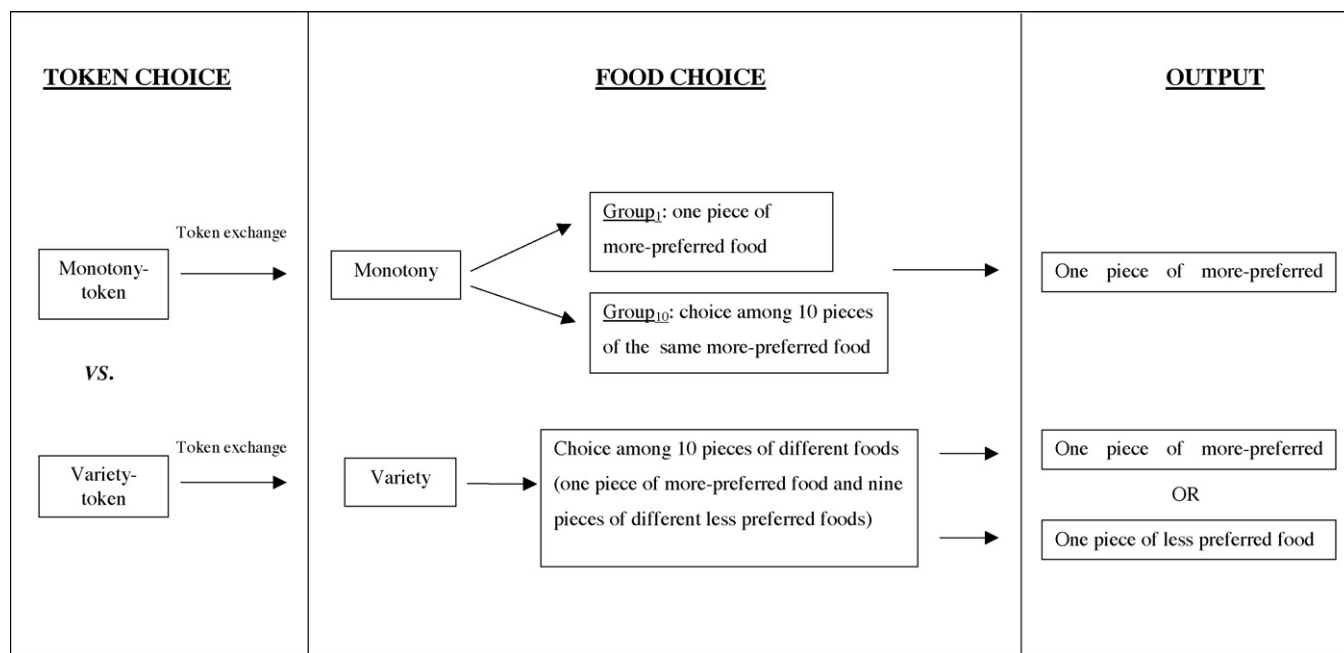 TOKEN CHOICE
FOOD CHOICE
OUTPUT
Token exchange
Monotony-
token
Monotony
Group1: one piece of
more-preferred food
Group10: choice among 10 pieces
of the same more-preferred food
One piece of more-preferred
VS.
Token exchange
Variety-
token
Variety
Choice among 10 pieces of different foods
(one piece of more-preferred food and nine
pieces of different less preferred foods)
One piece of more-preferred
OR
One piece of less preferred food